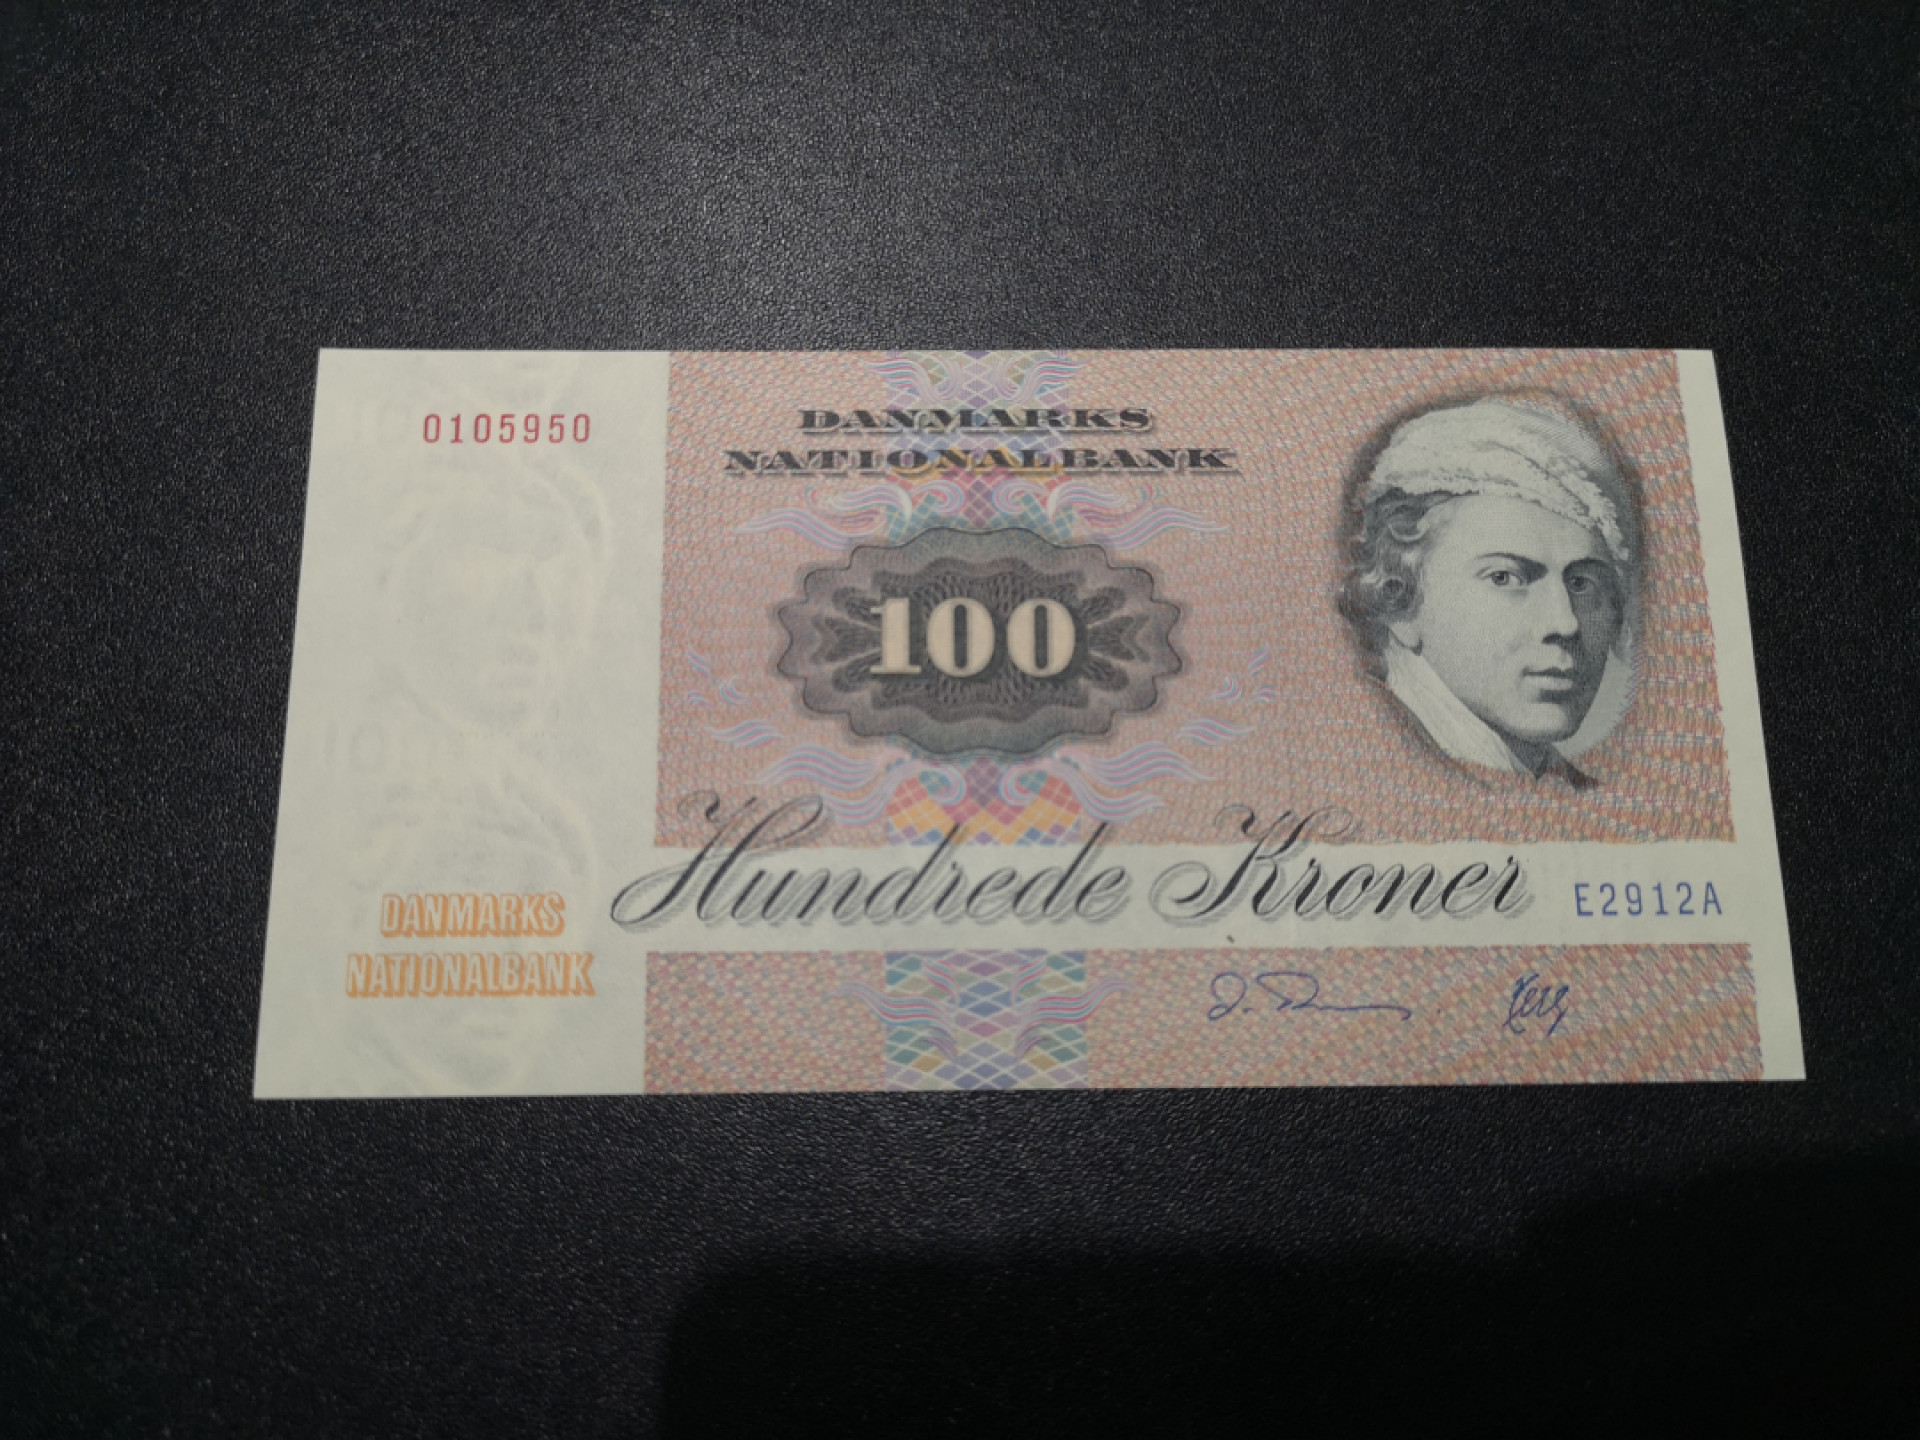 0105950
DANMARKS
NATIONALBANK
100
Hundrede Kroner
E2912A
DANMARKS
NATIONALBANK